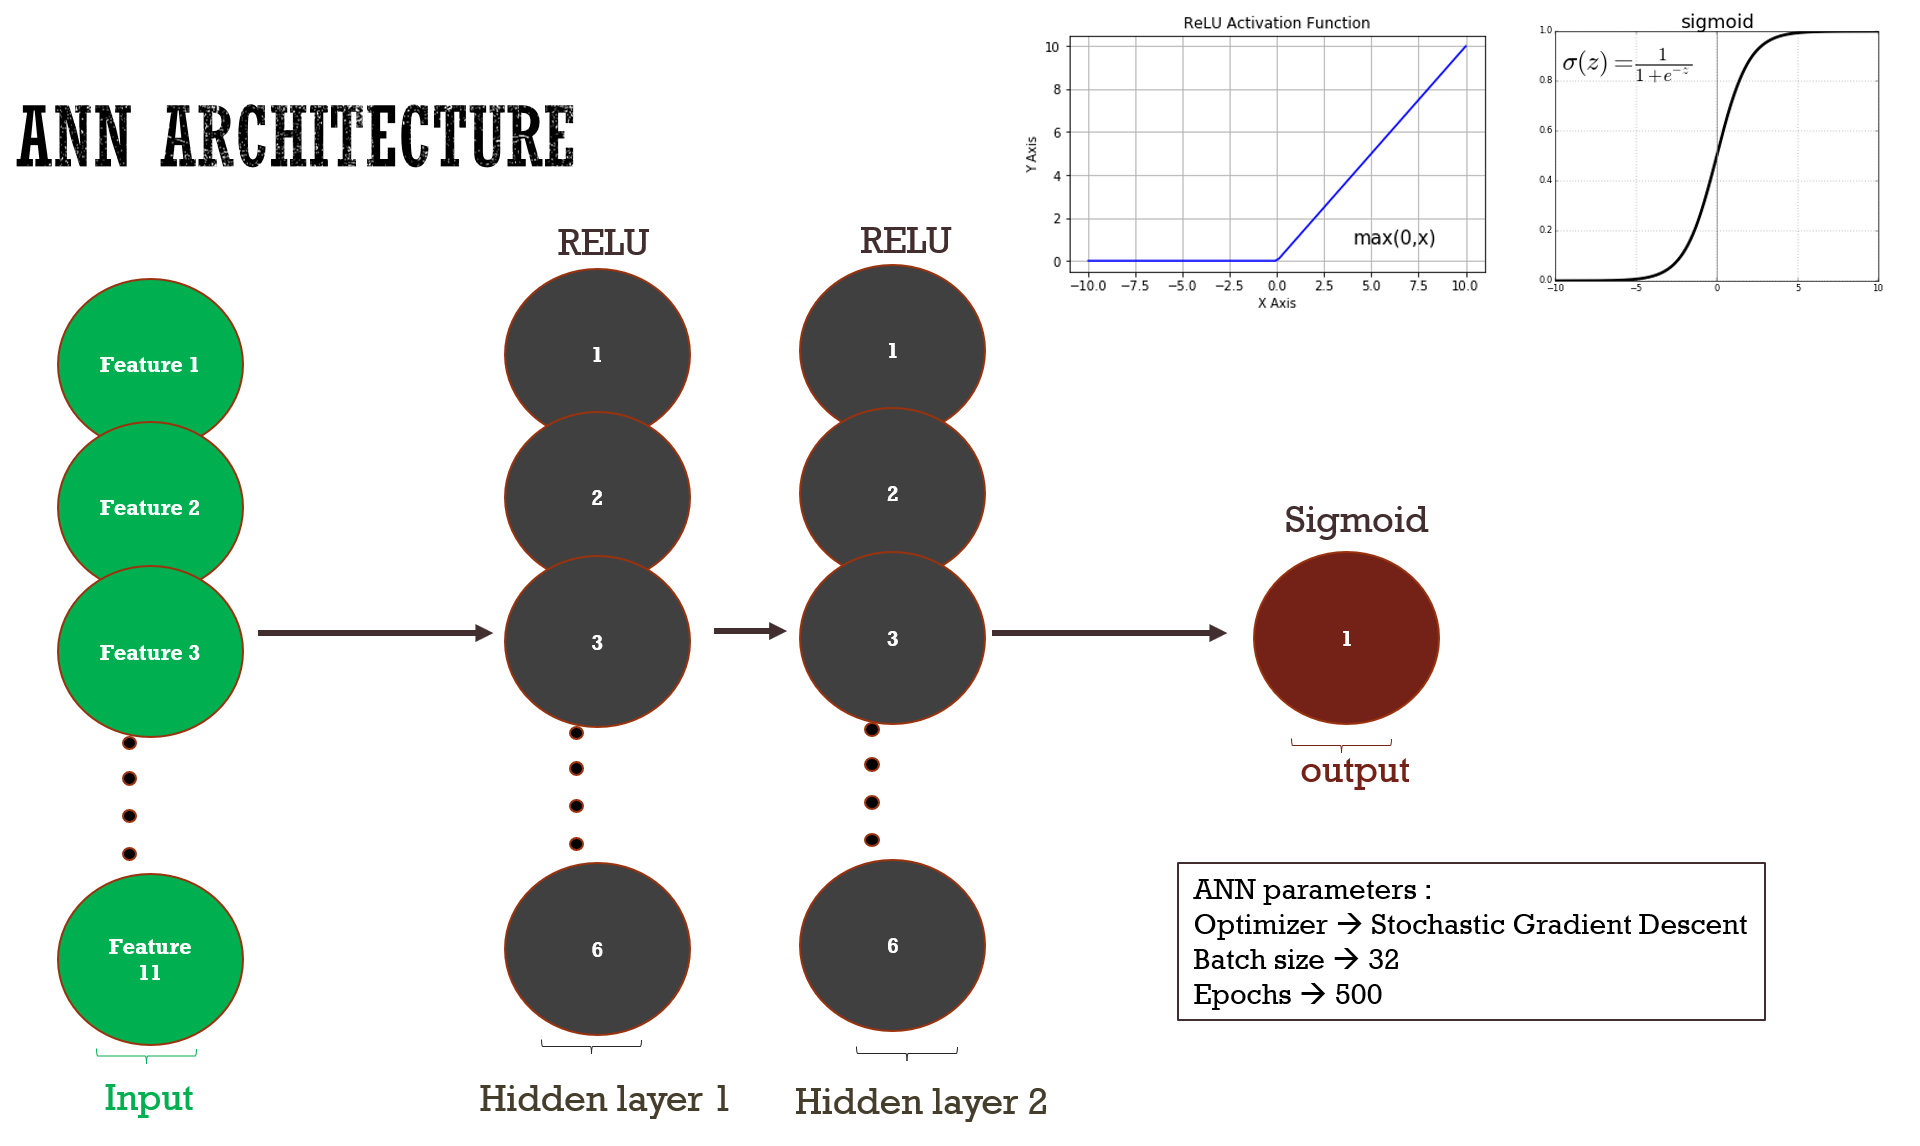 ANN ARCHITECTURE
ReLU Activation Function
Y Axis
10
8
6
4
2
0
max(0,x)
−10.0 −7.5 −5.0 −2.5 0.0 2.5 5.0 7.5 10.0
X Axis
sigmoid
σ(z) = 1 / 1+e^{−z}
1.0
0.8
0.6
0.4
0.2
0.0
−10 −5 0 5 10
RELU
RELU
Feature 1
Feature 2
Feature 3
Feature
11
Input
1
2
3
6
Hidden layer 1
1
2
3
6
Hidden layer 2
Sigmoid
1
output
ANN parameters :
Optimizer → Stochastic Gradient Descent
Batch size → 32
Epochs → 500